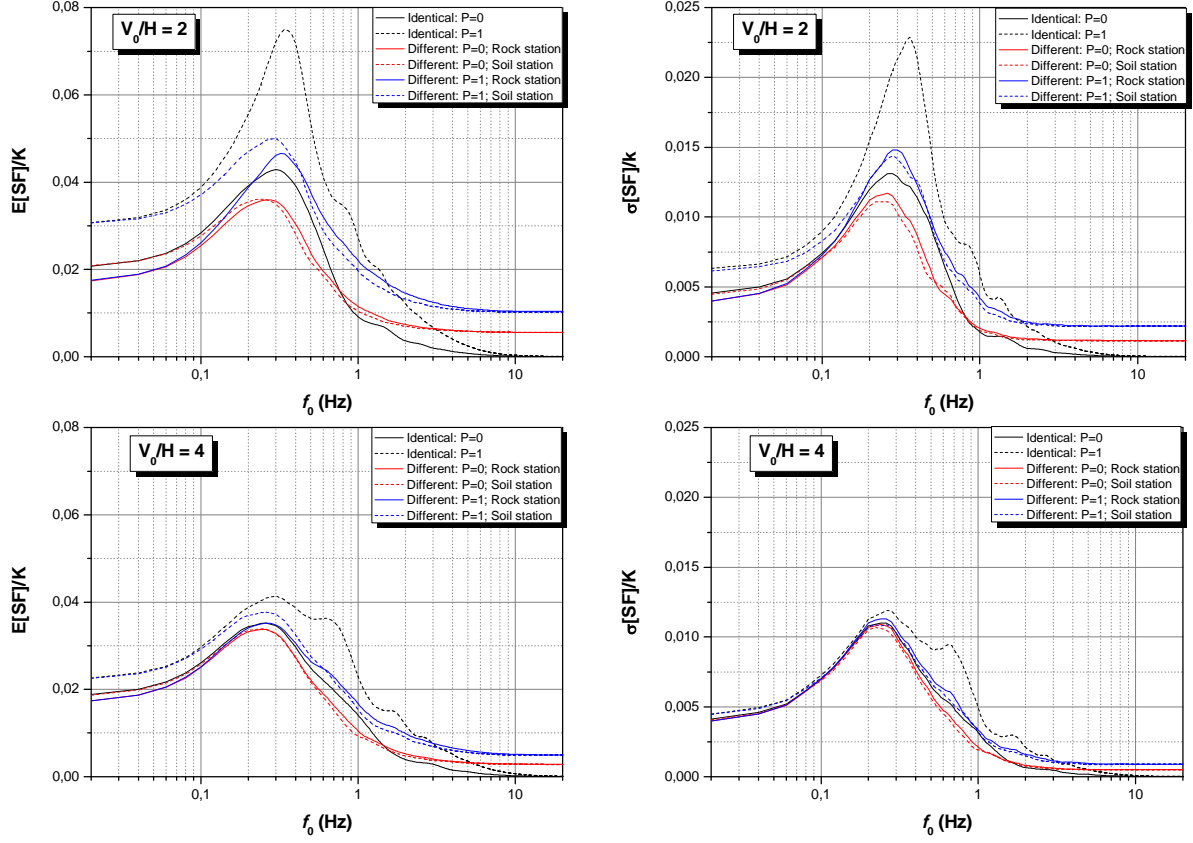 V0/H = 2
Identical: P=0
Identical: P=1
Different: P=0; Rock station
Different: P=0; Soil station
Different: P=1; Rock station
Different: P=1; Soil station
E[SF]/K
0,08
0,06
0,04
0,02
0,00
0,1
1
10
f0 (Hz)
V0/H = 2
Identical: P=0
Identical: P=1
Different: P=0; Rock station
Different: P=0; Soil station
Different: P=1; Rock station
Different: P=1; Soil station
σ[SF]/k
0,025
0,020
0,015
0,010
0,005
0,000
0,1
1
10
f0 (Hz)
V0/H = 4
Identical: P=0
Identical: P=1
Different: P=0; Rock station
Different: P=0; Soil station
Different: P=1; Rock station
Different: P=1; Soil station
E[SF]/K
0,08
0,06
0,04
0,02
0,00
0,1
1
10
f0 (Hz)
V0/H = 4
Identical: P=0
Identical: P=1
Different: P=0; Rock station
Different: P=0; Soil station
Different: P=1; Rock station
Different: P=1; Soil station
σ[SF]/K
0,025
0,020
0,015
0,010
0,005
0,000
0,1
1
10
f0 (Hz)